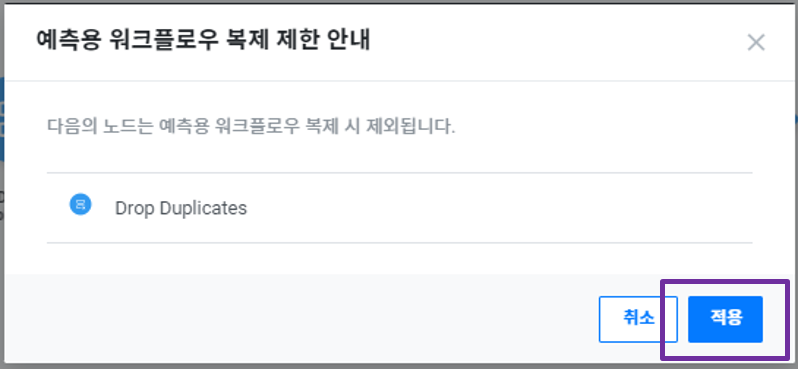 예측용 워크플로우 복제 제한 안내
다음의 노드는 예측용 워크플로우 복제 시 제외됩니다.
Drop Duplicates
취소
적용